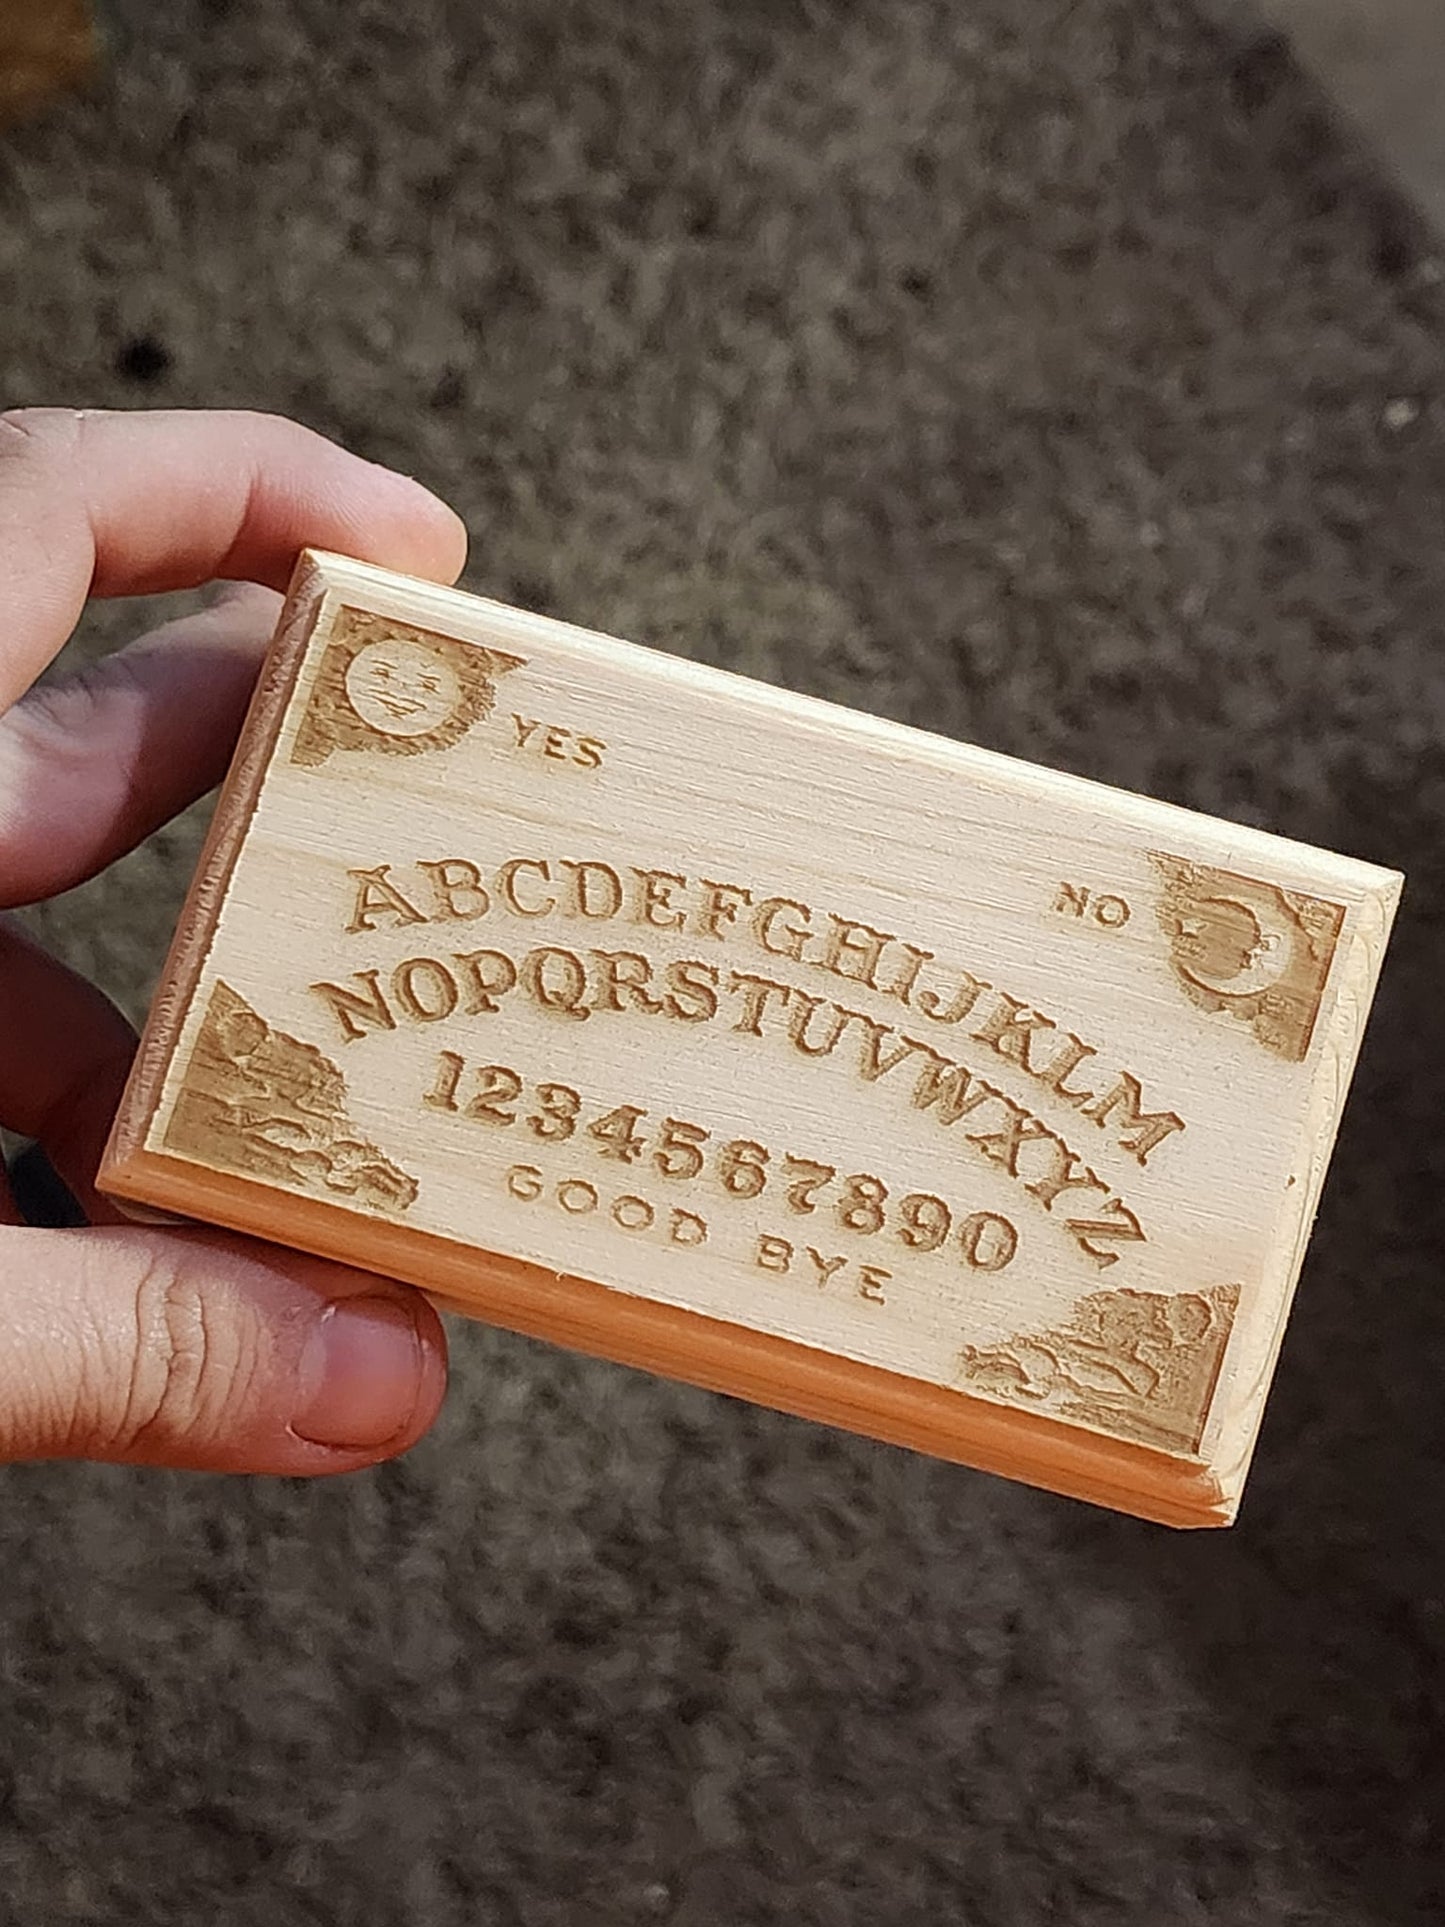 YES
NO
ABCDEFGHIJKLM
NOPQRSTUVWXYZ
1234567890
GOOD BYE